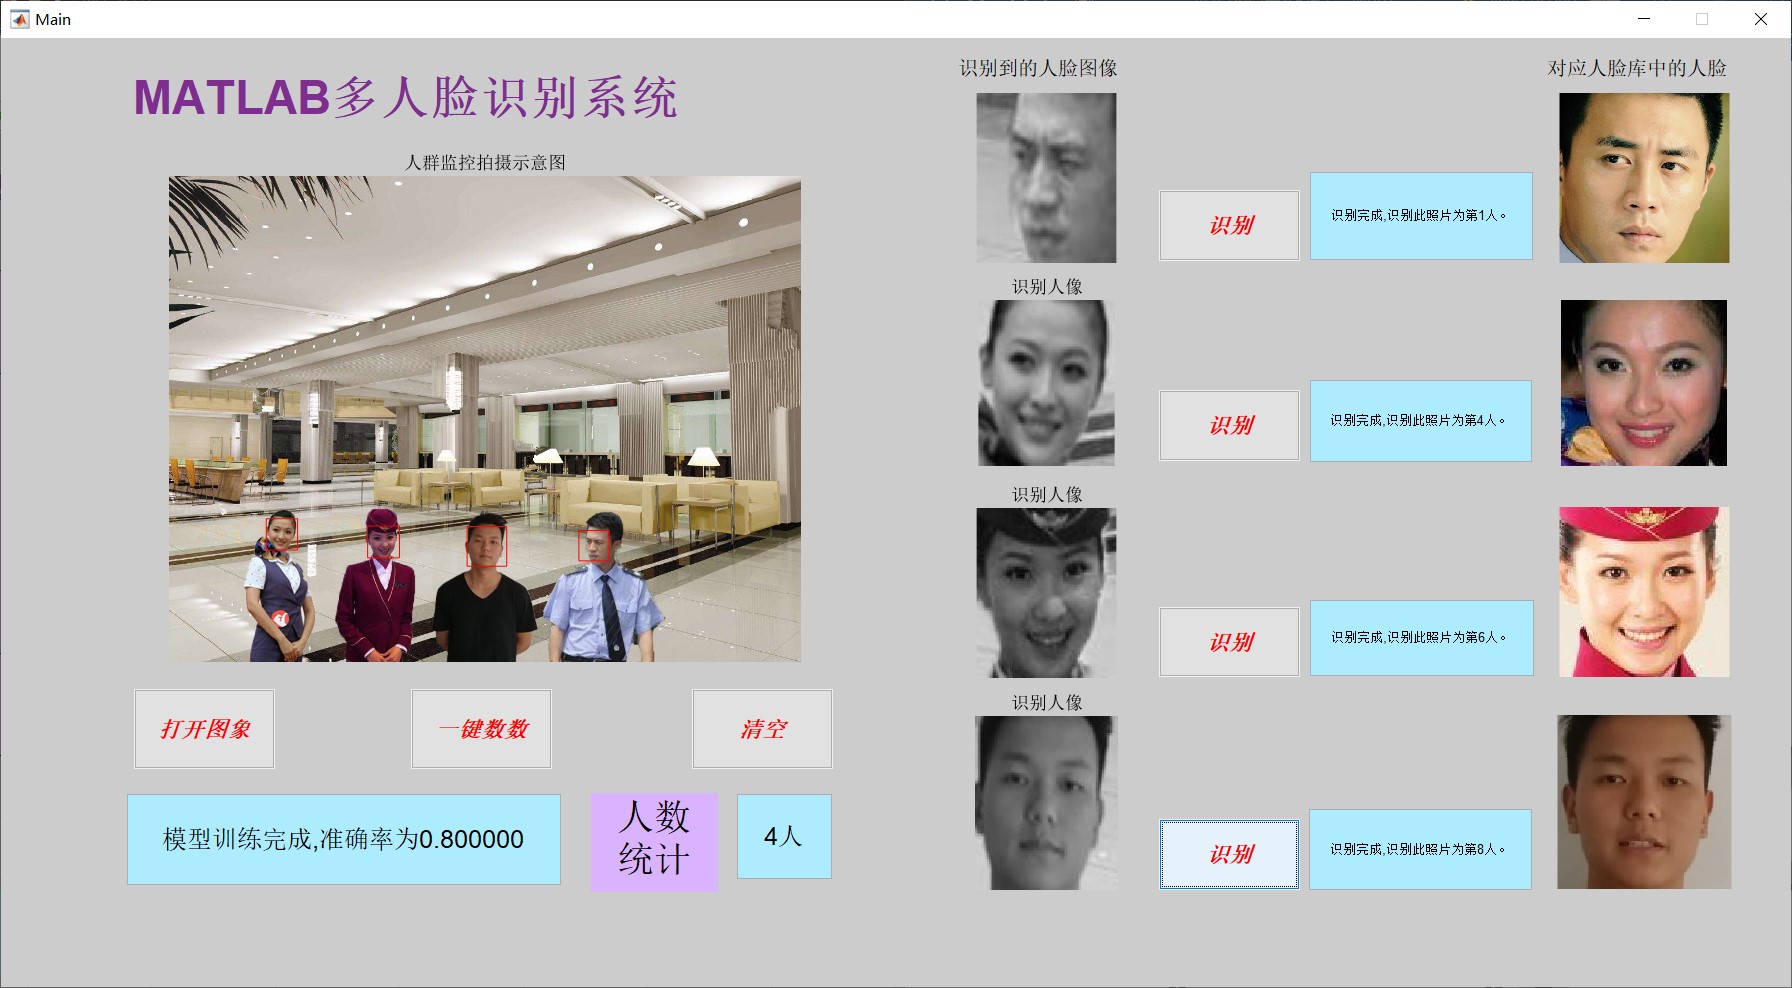 Main
MATLAB多人脸识别系统
人群监控拍摄示意图
打开图象
一键数数
清空
模型训练完成,准确率为0.800000
人数
统计
4人
识别到的人脸图像
对应人脸库中的人脸
识别
识别完成,识别此照片为第1人。
识别人像
识别
识别完成,识别此照片为第4人。
识别人像
识别
识别完成,识别此照片为第6人。
识别人像
识别
识别完成,识别此照片为第8人。